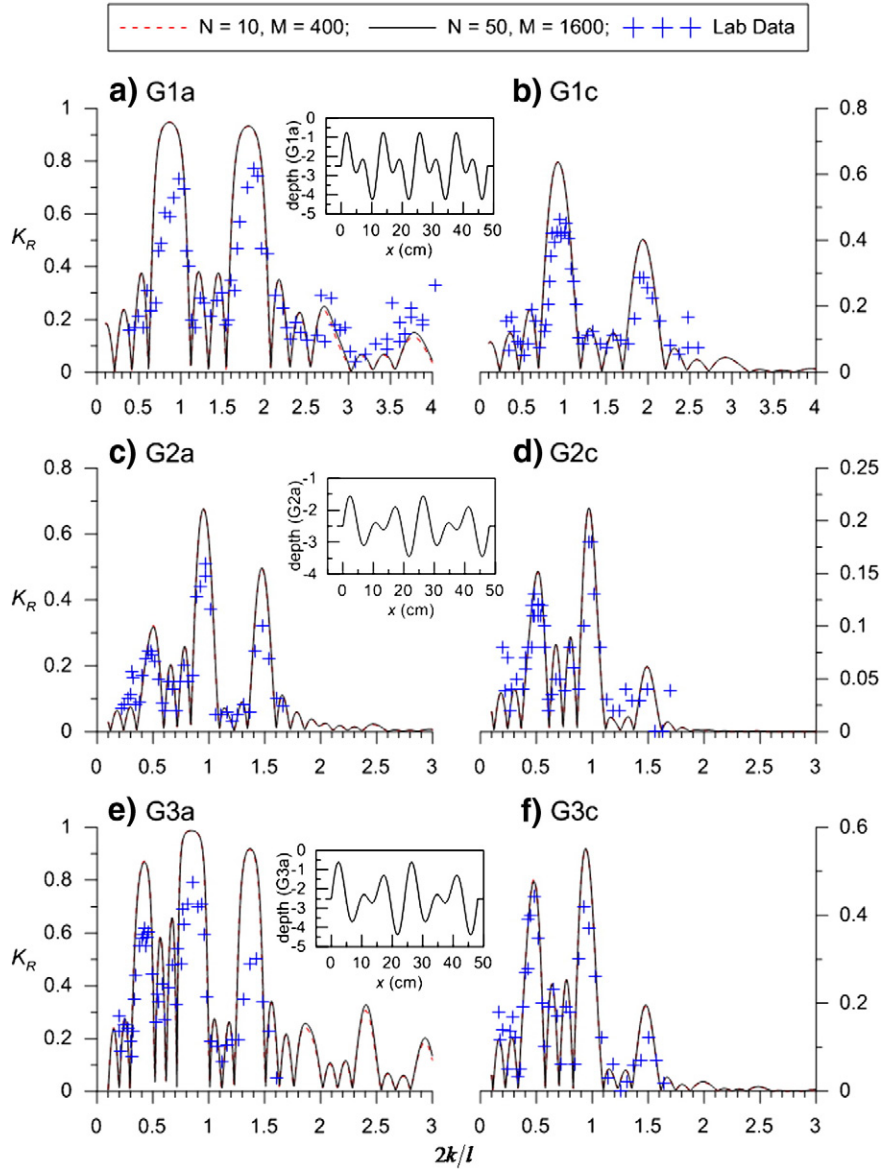 N = 10, M = 400; N = 50, M = 1600; Lab Data
a) G1a
b) G1c
1
0.8
0.6
0.4
0.2
0
K_R
0 0.5 1 1.5 2 2.5 3 3.5 4
0
-1
-2
-3
-4
-5
depth (G1a)
0 10 20 30 40 50
x (cm)
0.8
0.6
0.4
0.2
0
0 0.5 1 1.5 2 2.5 3 3.5 4
c) G2a
d) G2c
0.8
0.6
0.4
0.2
0
K_R
0 0.5 1 1.5 2 2.5 3
-1
-2
-3
-4
depth (G2a)
0 10 20 30 40 50
x (cm)
0.25
0.2
0.15
0.1
0.05
0
0 0.5 1 1.5 2 2.5 3
e) G3a
f) G3c
1
0.8
0.6
0.4
0.2
0
K_R
0 0.5 1 1.5 2 2.5 3
0
-1
-2
-3
-4
-5
depth (G3a)
0 10 20 30 40 50
x (cm)
0.6
0.4
0.2
0
0 0.5 1 1.5 2 2.5 3
2k/l